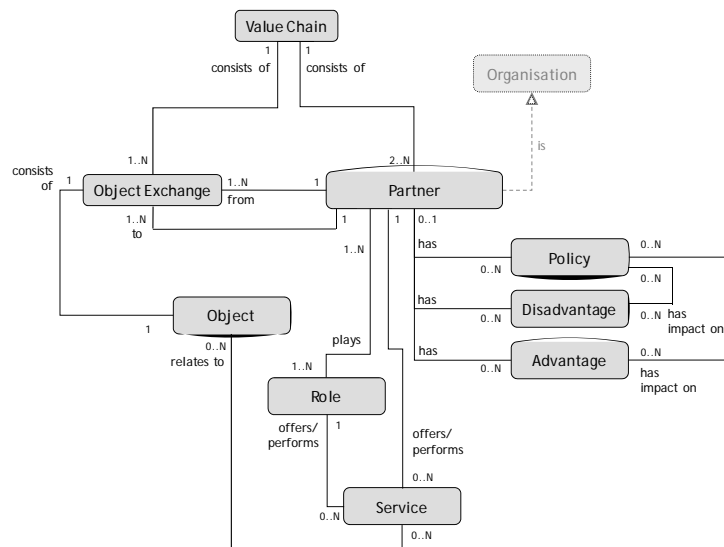 Value Chain
1
1
consists of
consists of
Organisation
is
1..N
2..N
consists
of
1
Object Exchange
1..N
from
1
Partner
1..N
to
1
1..N
1
0..1
has
Policy
0..N
0..N
0..N
has
Disadvantage
0..N
0..N
has
impact on
has
Advantage
0..N
0..N
has
impact on
Object
1
0..N
relates to
plays
1..N
Role
offers/
performs
1
offers/
performs
0..N
0..N
Service
0..N